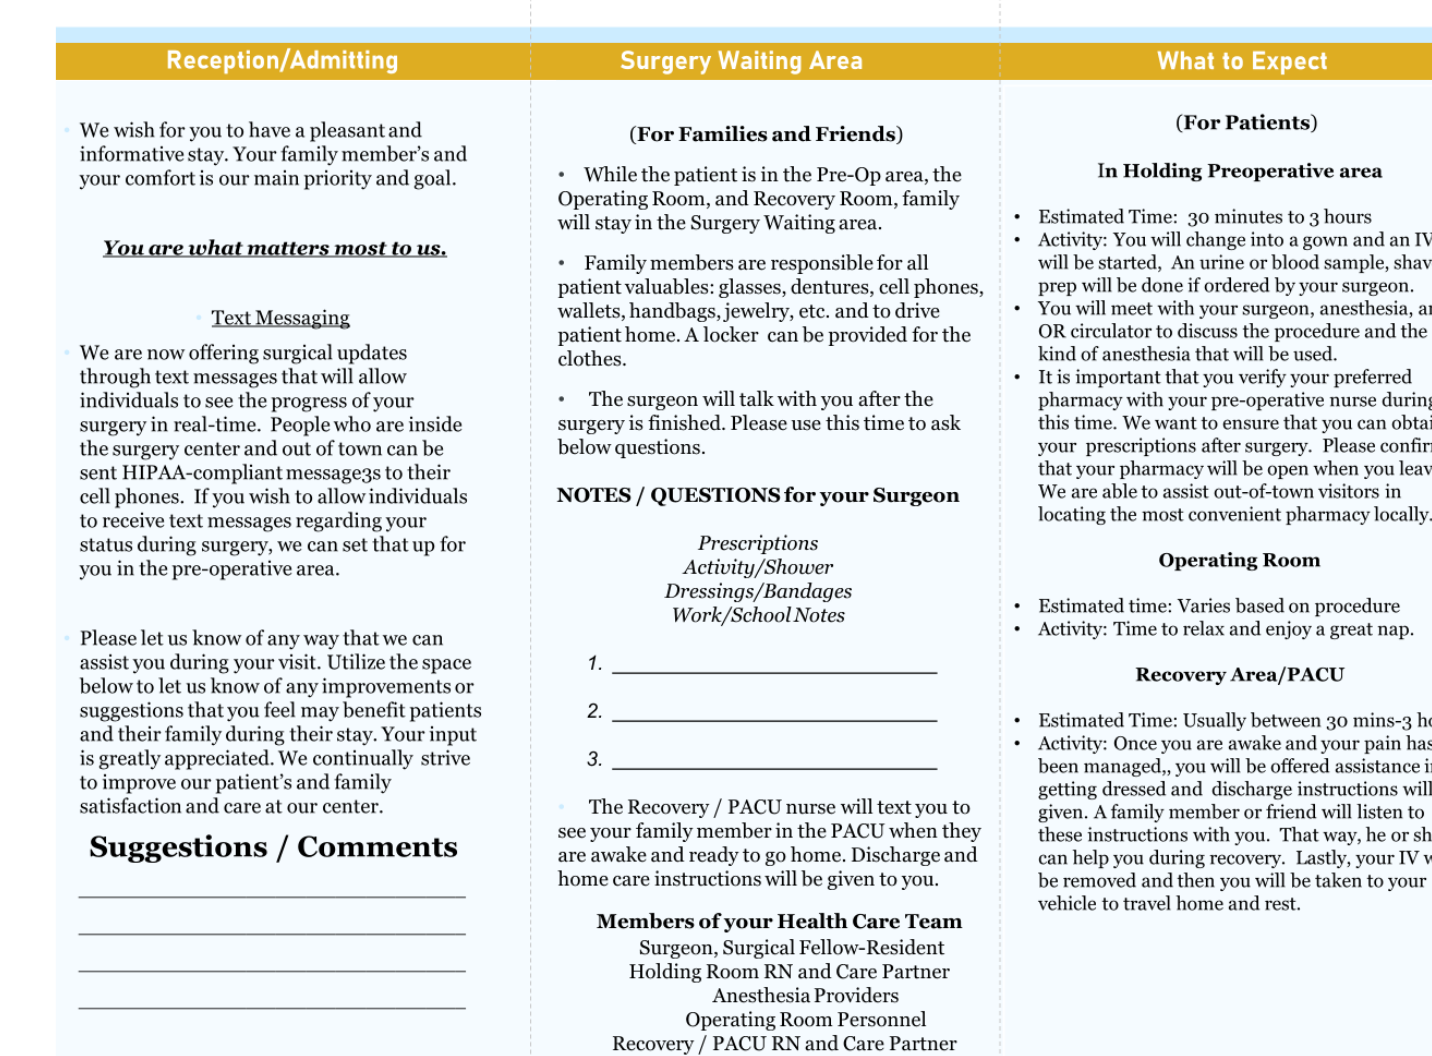 Reception/Admitting
We wish for you to have a pleasant and
informative stay. Your family member’s and
your comfort is our main priority and goal.
You are what matters most to us.
Text Messaging
We are now offering surgical updates
through text messages that will allow
individuals to see the progress of your
surgery in real-time.  People who are inside
the surgery center and out of town can be
sent HIPAA-compliant message3s to their
cell phones.  If you wish to allow individuals
to receive text messages regarding your
status during surgery, we can set that up for
you in the pre-operative area.
Please let us know of any way that we can
assist you during your visit. Utilize the space
below to let us know of any improvements or
suggestions that you feel may benefit patients
and their family during their stay. Your input
is greatly appreciated. We continually  strive
to improve our patient’s and family
satisfaction and care at our center.
Suggestions / Comments
Surgery Waiting Area
(For Families and Friends)
• While the patient is in the Pre-Op area, the
Operating Room, and Recovery Room, family
will stay in the Surgery Waiting area.
• Family members are responsible for all
patient valuables: glasses, dentures, cell phones,
wallets, handbags, jewelry, etc. and to drive
patient home. A locker  can be provided for the
clothes.
• The surgeon will talk with you after the
surgery is finished. Please use this time to ask
below questions.
NOTES / QUESTIONS for your Surgeon
Prescriptions
Activity/Shower
Dressings/Bandages
Work/School Notes
1.
2.
3.
The Recovery / PACU nurse will text you to
see your family member in the PACU when they
are awake and ready to go home. Discharge and
home care instructions will be given to you.
Members of your Health Care Team
Surgeon, Surgical Fellow-Resident
Holding Room RN and Care Partner
Anesthesia Providers
Operating Room Personnel
Recovery / PACU RN and Care Partner
What to Expect
(For Patients)
In Holding Preoperative area
• Estimated Time:  30 minutes to 3 hours
• Activity: You will change into a gown and an IV
will be started,  An urine or blood sample,
prep will be done if ordered by your surgeon.
• You will meet with your surgeon, anesthesia,
OR circulator to discuss the procedure and the
kind of anesthesia that will be used.
• It is important that you verify your preferred
pharmacy with your pre-operative nurse during
this time. We want to ensure that you can
your  prescriptions after surgery.  Please
that your pharmacy will be open when you
We are able to assist out-of-town visitors in
locating the most convenient pharmacy locally.
Operating Room
• Estimated time: Varies based on procedure
• Activity: Time to relax and enjoy a great nap.
Recovery Area/PACU
• Estimated Time: Usually between 30 mins-3
• Activity: Once you are awake and your pain has
been managed,, you will be offered assistance
getting dressed and  discharge instructions will
given. A family member or friend will listen to
these instructions with you.  That way, he or
can help you during recovery.  Lastly, your IV
be removed and then you will be taken to your
vehicle to travel home and rest.